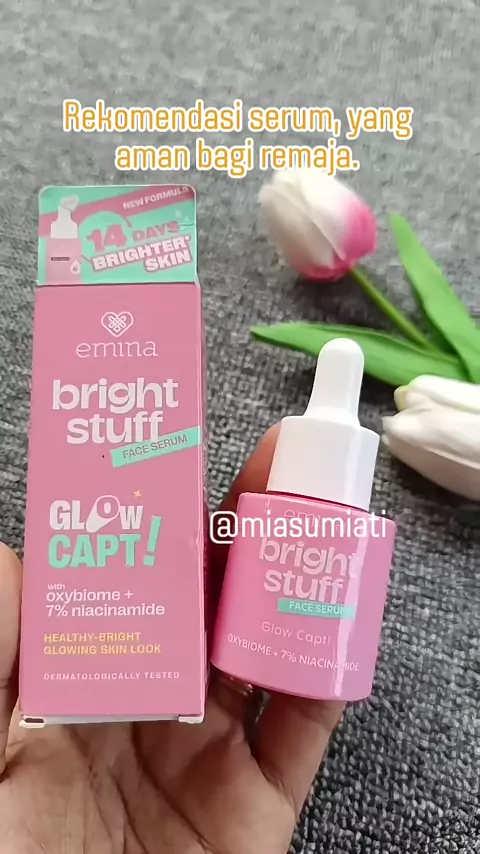 Rekomendasi serum, yang
aman bagi remaja.
NEW FORMULA
14 DAYS
BRIGHTER*
SKIN
emina
bright
stuff
FACE SERUM
GLOW
CAPT!
with
oxybiome +
7% niacinamide
HEALTHY-BRIGHT
GLOWING SKIN LOOK
DERMATOLOGICALLY TESTED
@miasumiati
emina
bright
stuff
FACE SERUM
Glow Capt!
OXYBIOME + 7% NIACINAMIDE